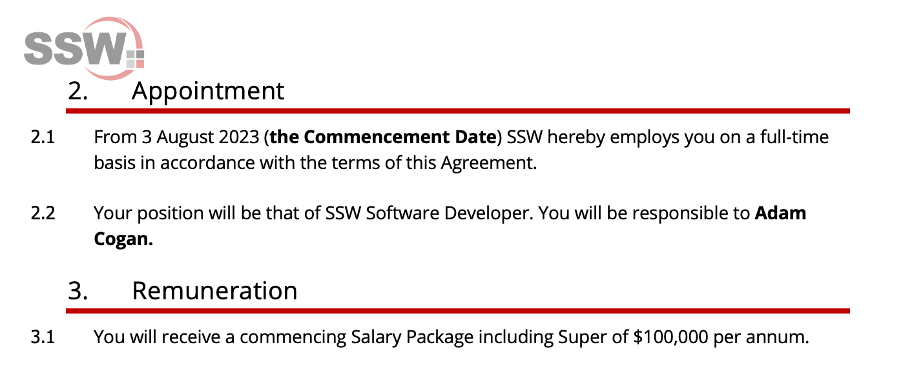 SSW
2. Appointment
2.1 From 3 August 2023 (the Commencement Date) SSW hereby employs you on a full-time
basis in accordance with the terms of this Agreement.
2.2 Your position will be that of SSW Software Developer. You will be responsible to Adam
Cogan.
3. Remuneration
3.1 You will receive a commencing Salary Package including Super of $100,000 per annum.